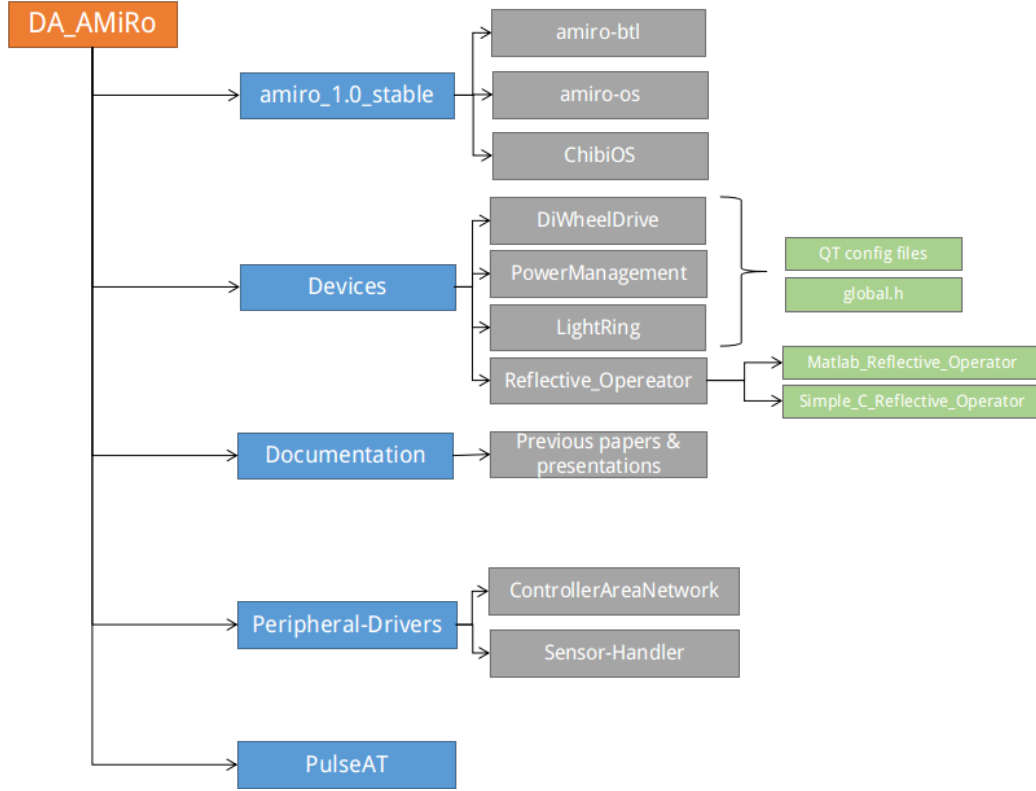 DA_AMiRo
amiro_1.0_stable
amiro-btl
amiro-os
ChibiOS
Devices
DiWheelDrive
PowerManagement
LightRing
QT config files
global.h
Reflective_Opereator
Matlab_Reflective_Operator
Simple_C_Reflective_Operator
Documentation
Previous papers &
presentations
Peripheral-Drivers
ControllerAreaNetwork
Sensor-Handler
PulseAT